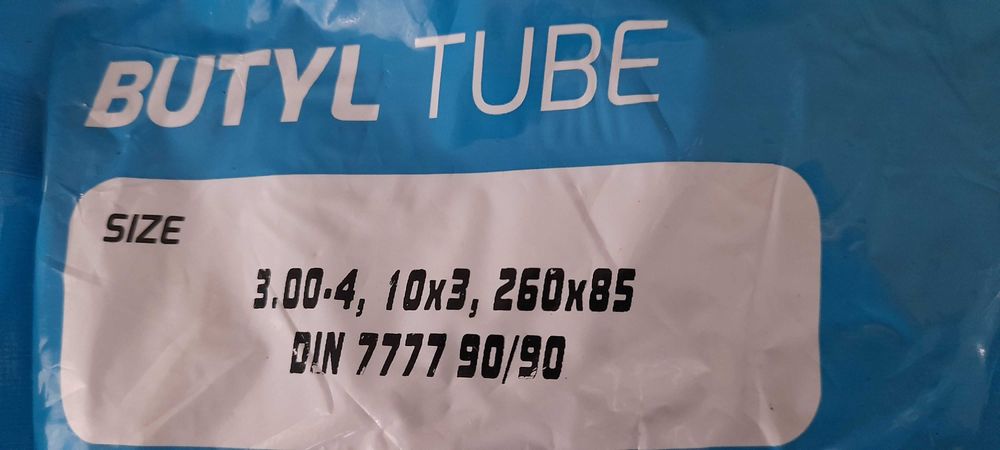 BUTYL TUBE
SIZE
3.00-4, 10x3, 260x85
DIN 7777 90/90